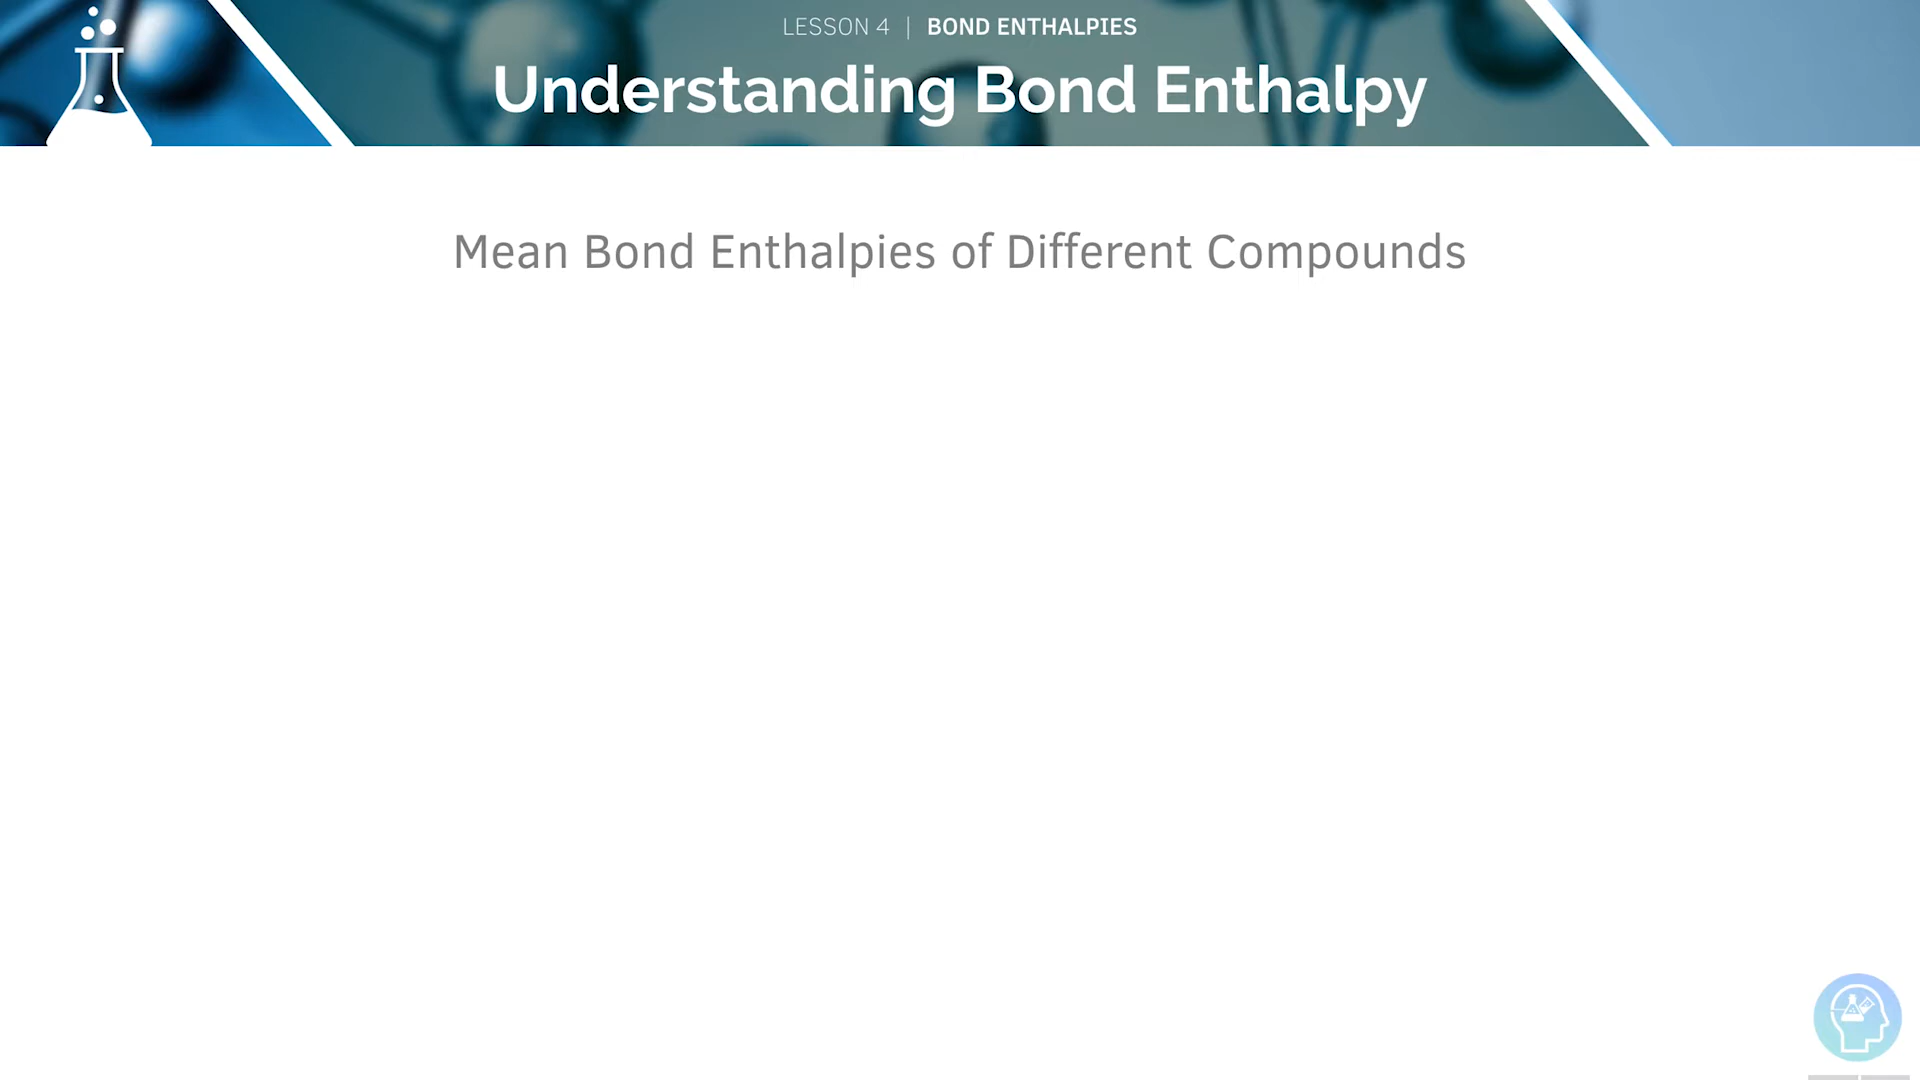 LESSON 4 | BOND ENTHALPIES
Understanding Bond Enthalpy
Mean Bond Enthalpies of Different Compounds